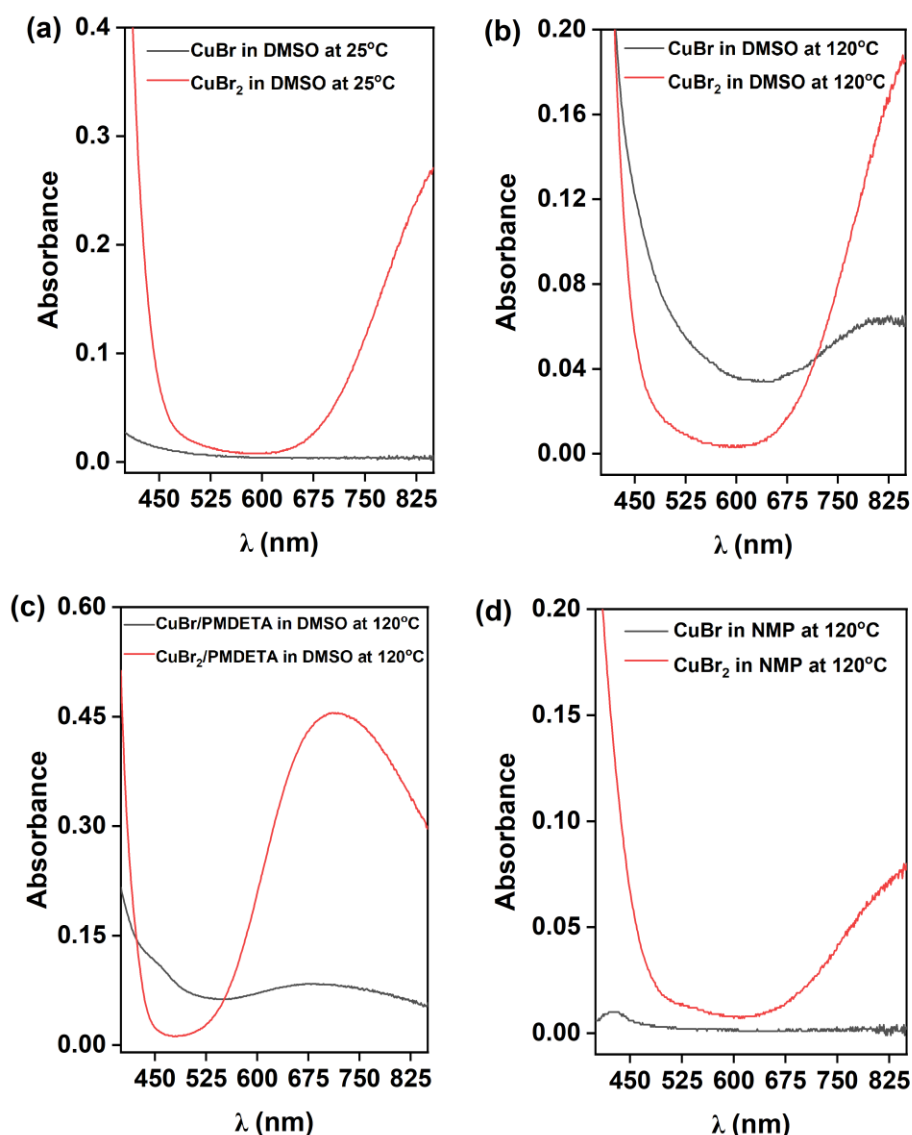 (a)
CuBr in DMSO at 25°C
CuBr₂ in DMSO at 25°C
0.4
0.3
0.2
0.1
0.0
Absorbance
450 525 600 675 750 825
λ (nm)
(b)
CuBr in DMSO at 120°C
CuBr₂ in DMSO at 120°C
0.20
0.16
0.12
0.08
0.04
0.00
Absorbance
450 525 600 675 750 825
λ (nm)
(c)
CuBr/PMDETA in DMSO at 120°C
CuBr₂/PMDETA in DMSO at 120°C
0.60
0.45
0.30
0.15
0.00
Absorbance
450 525 600 675 750 825
λ (nm)
(d)
CuBr in NMP at 120°C
CuBr₂ in NMP at 120°C
0.20
0.15
0.10
0.05
0.00
Absorbance
450 525 600 675 750 825
λ (nm)